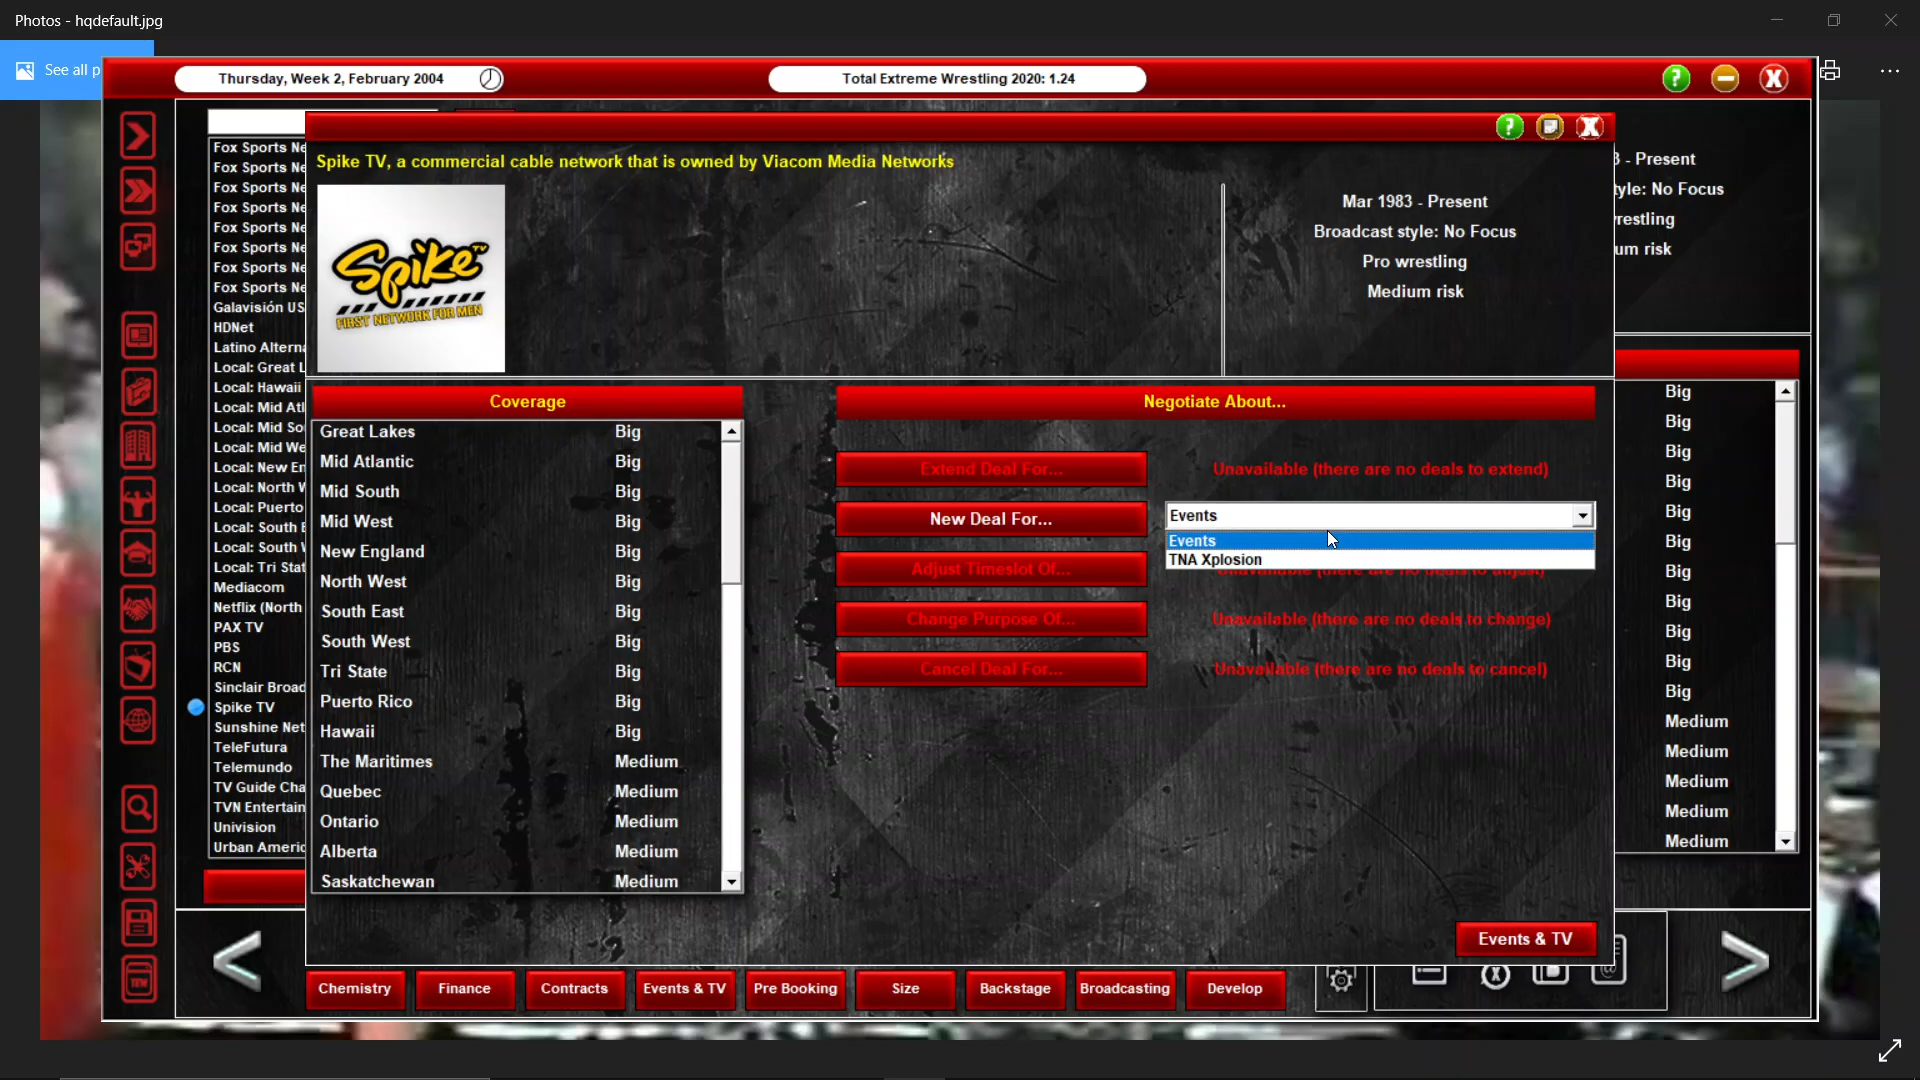 Photos - hqdefault.jpg
See all p
Thursday, Week 2, February 2004
Total Extreme Wrestling 2020: 1.24
Spike TV, a commercial cable network that is owned by Viacom Media Networks
Spike TV
FIRST NETWORK FOR MEN
Mar 1983 - Present
Broadcast style: No Focus
Pro wrestling
Medium risk
3 - Present
tyle: No Focus
restling
um risk
Fox Sports Ne
Fox Sports Ne
Fox Sports Ne
Fox Sports Ne
Fox Sports Ne
Fox Sports Ne
Fox Sports Ne
Fox Sports Ne
Galavisión US
HDNet
Latino Alterna
Local: Great L
Local: Hawaii
Local: Mid Atl
Local: Mid So
Local: Mid We
Local: New En
Local: North W
Local: Puerto
Local: South E
Local: South W
Local: Tri Stat
Mediacom
Netflix (North
PAX TV
PBS
RCN
Sinclair Broad
Spike TV
Sunshine Net
TeleFutura
Telemundo
TV Guide Cha
TVN Entertain
Univision
Urban Americ
Coverage
Great Lakes Big
Mid Atlantic Big
Mid South Big
Mid West Big
New England Big
North West Big
South East Big
South West Big
Tri State Big
Puerto Rico Big
Hawaii Big
The Maritimes Medium
Quebec Medium
Ontario Medium
Alberta Medium
Saskatchewan Medium
Negotiate About...
Extend Deal For... Unavailable (there are no deals to extend)
New Deal For... Events
Events
TNA Xplosion
Adjust Timeslot Of... Unavailable (there are no deals to adjust)
Change Purpose Of... Unavailable (there are no deals to change)
Cancel Deal For... Unavailable (there are no deals to cancel)
Big
Big
Big
Big
Big
Big
Big
Big
Big
Big
Big
Medium
Medium
Medium
Medium
Medium
Events & TV
Chemistry
Finance
Contracts
Events & TV
Pre Booking
Size
Backstage
Broadcasting
Develop
TEW